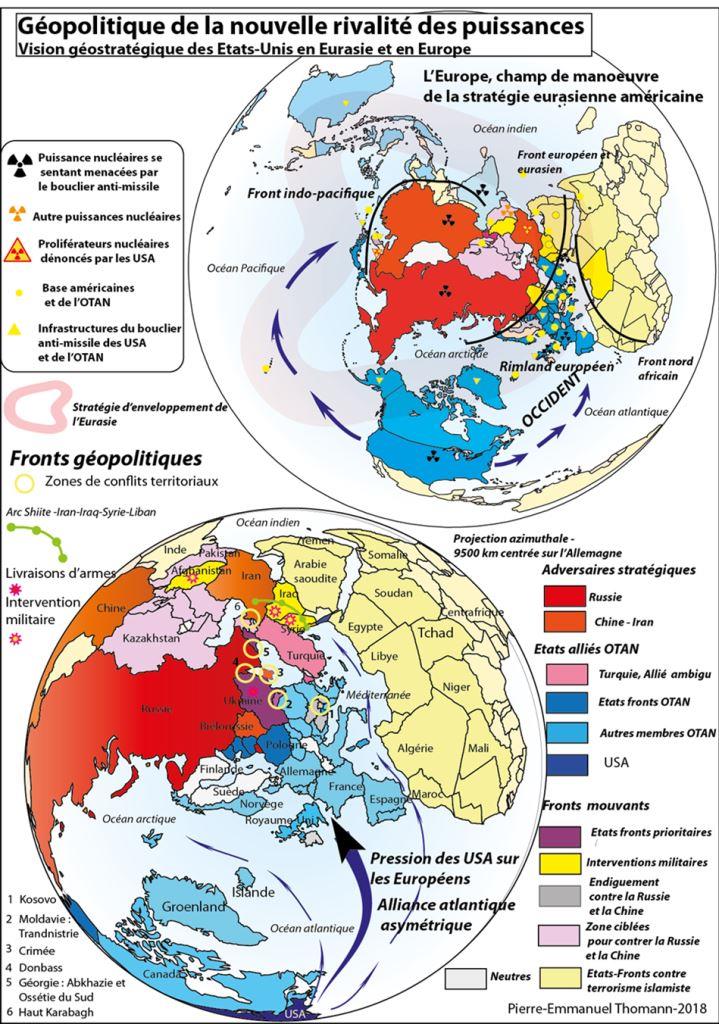 Géopolitique de la nouvelle rivalité des puissances
Vision géostratégique des Etats-Unis en Eurasie et en Europe
L'Europe, champ de manoeuvre
de la stratégie eurasienne américaine
Puissance nucléaires se
sentant menacées par
le bouclier anti-missile
Autre puissances nucléaires
Proliférateurs nucléaires
dénoncés par les USA
Base américaines
et de l'OTAN
Infrastructures du bouclier
anti-missile des USA
et de l'OTAN
Stratégie d'enveloppement de
l'Eurasie
Océan indien
Front européen et
eurasien
Front indo-pacifique
Océan Pacifique
Océan arctique
Rimland européen
Front nord
africain
OCCIDENT
Océan atlantique
Fronts géopolitiques
Zones de conflits territoriaux
Arc Shiite -Iran-Iraq-Syrie-Liban
Livraisons d'armes
Intervention
militaire
Projection azimuthale -
9500 km centrée sur l'Allemagne
Océan indien
Inde
Pakistan
Afghanistan
Iran
Chine
Kazakhstan
Yemen
Arabie
saoudite
Somalie
Iraq
Syrie
Soudan
Centrafrique
Egypte
Tchad
Turquie
Libye
Niger
Méditerranée
Russie
Ukraine
Biélorussie
Pologne
Algérie
Mali
Finlande
Allemagne
Suède
France
Espagne
Maroc
Norvège
Royaume Uni
6
5
4
3
2
1
Océan arctique
Islande
Groenland
Océan atlantique
Canada
USA
Pression des USA sur
les Européens
Alliance atlantique
asymétrique
1 Kosovo
2 Moldavie :
Trandnistrie
3 Crimée
4 Donbass
5 Géorgie : Abkhazie et
Ossétie du Sud
6 Haut Karabagh
Adversaires stratégiques
Russie
Chine - Iran
Etats alliés OTAN
Turquie, Allié ambigu
Etats fronts OTAN
Autres membres OTAN
USA
Fronts mouvants
Etats fronts prioritaires
Interventions militaires
Endiguement
contre la Russie
et la Chine
Zone ciblées
pour contrer la Russie
et la Chine
Neutres
Etats-Fronts contre
terrorisme islamiste
Pierre-Emmanuel Thomann-2018